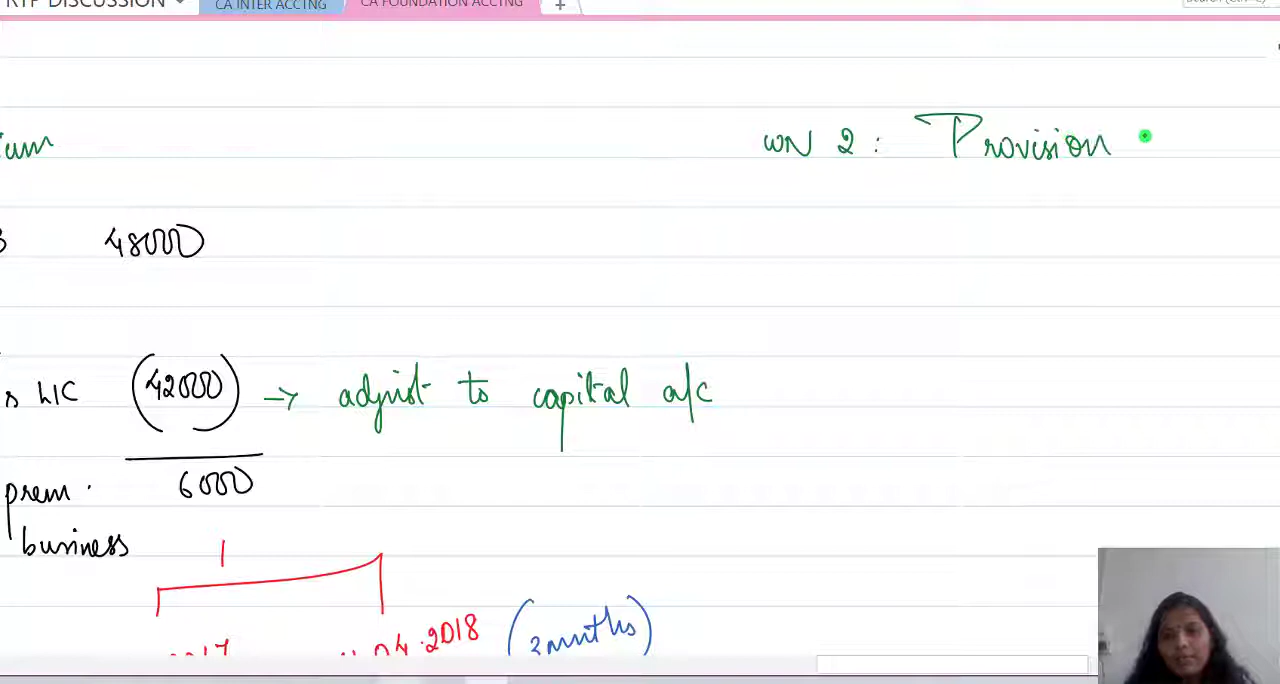 RTP DISCUSSION
CA INTER ACCTNG
CA FOUNDATION ACCTNG
WN 2 : Provision
48000
LIC (42000) → adjust to capital a/c
prem. 6000
business
04.2018 (3 months)